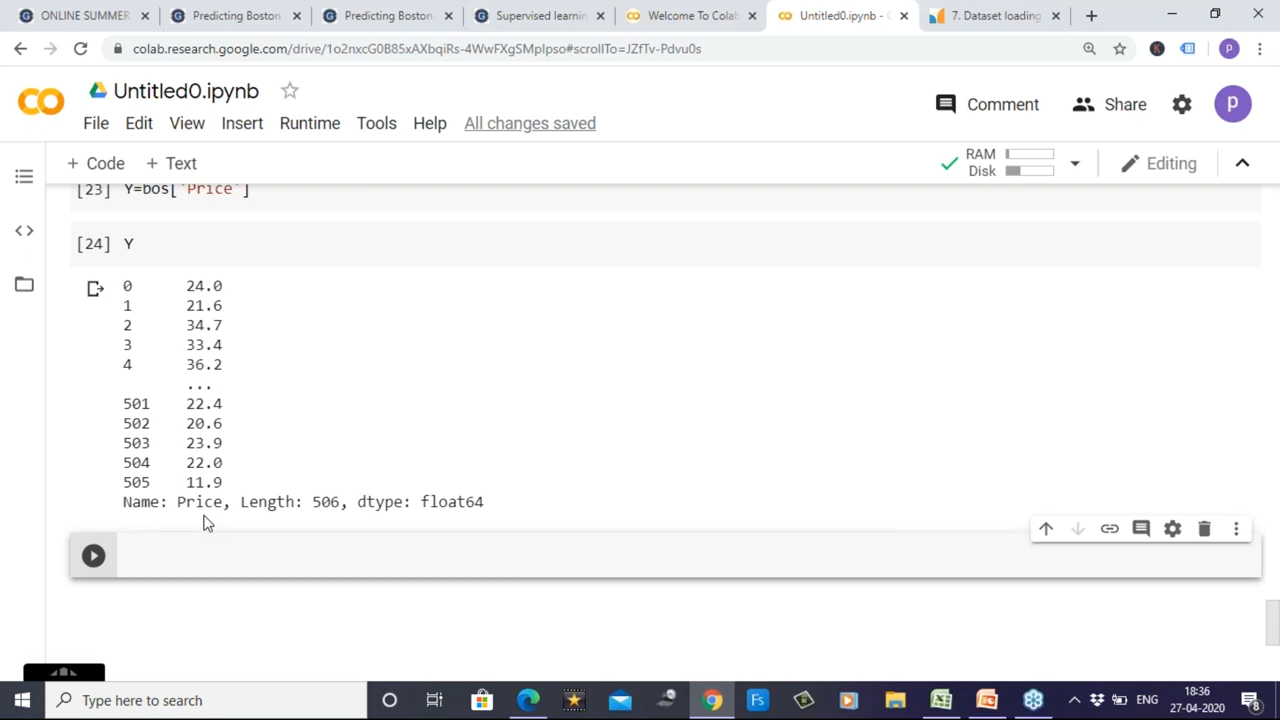 ONLINE SUMMER
Predicting Boston
Predicting Boston
Supervised learnin
Welcome To Colab
Untitled0.ipynb - C
7. Dataset loading
colab.research.google.com/drive/1o2nxcG0B85xAXbqiRs-4WwFXgSMpIpso#scrollTo=JZfTv-Pdvu0s
Untitled0.ipynb
Comment
Share
P
File Edit View Insert Runtime Tools Help All changes saved
+ Code + Text
RAM
Disk
Editing
[23] Y=bos['Price']
[24] Y
0 24.0
1 21.6
2 34.7
3 33.4
4 36.2
...
501 22.4
502 20.6
503 23.9
504 22.0
505 11.9
Name: Price, Length: 506, dtype: float64
Type here to search
ENG
18:36
27-04-2020
8